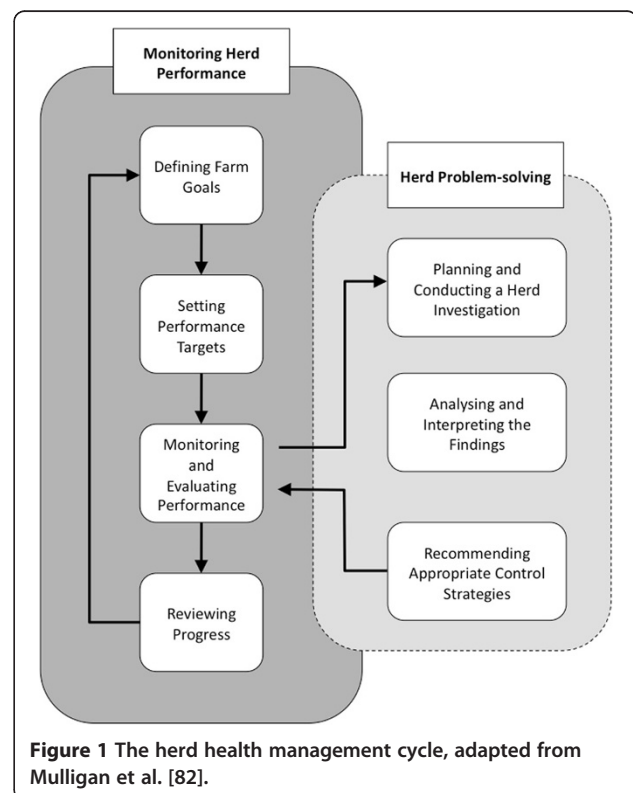 Monitoring Herd
Performance
Defining Farm
Goals
Setting
Performance
Targets
Monitoring
and
Evaluating
Performance
Reviewing
Progress
Herd Problem-solving
Planning and
Conducting a Herd
Investigation
Analysing and
Interpreting the
Findings
Recommending
Appropriate Control
Strategies
Figure 1 The herd health management cycle, adapted from
Mulligan et al. [82].